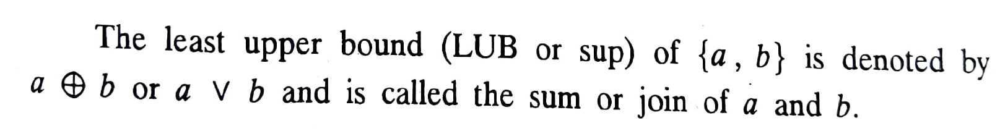 The least upper bound (LUB or sup) of {a, b} is denoted by
a ⊕ b or a ∨ b and is called the sum or join of a and b.